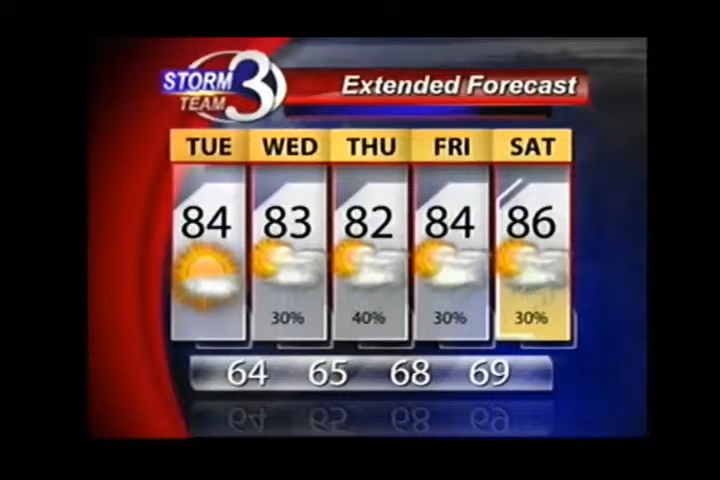 STORM 3
TEAM
Extended Forecast
TUE WED THU FRI SAT
84 83 82 84 86
30% 40% 30% 30%
64 65 68 69